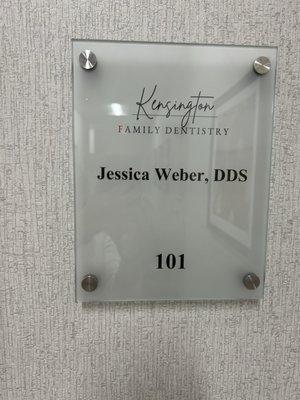 Kensington
FAMILY DENTISTRY
Jessica Weber, DDS
101